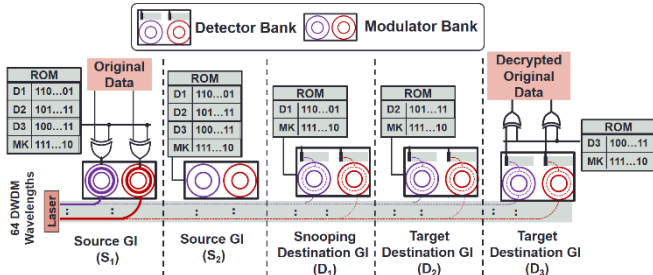 Detector Bank
Modulator Bank
ROM
D1 110...01
D2 101...11
D3 100...11
MK 111...10
Original
Data
ROM
D1 110...01
D2 101...11
D3 100...11
MK 111...10
ROM
D1 110...01
MK 111...10
ROM
D2 101...11
MK 111...10
Decrypted
Original
Data
ROM
D3 100...11
MK 111...10
64 DWDM
Wavelengths
Laser
Source GI
(S₁)
Source GI
(S₂)
Snooping
Destination GI
(D₁)
Target
Destination GI
(D₂)
Target
Destination GI
(D₃)